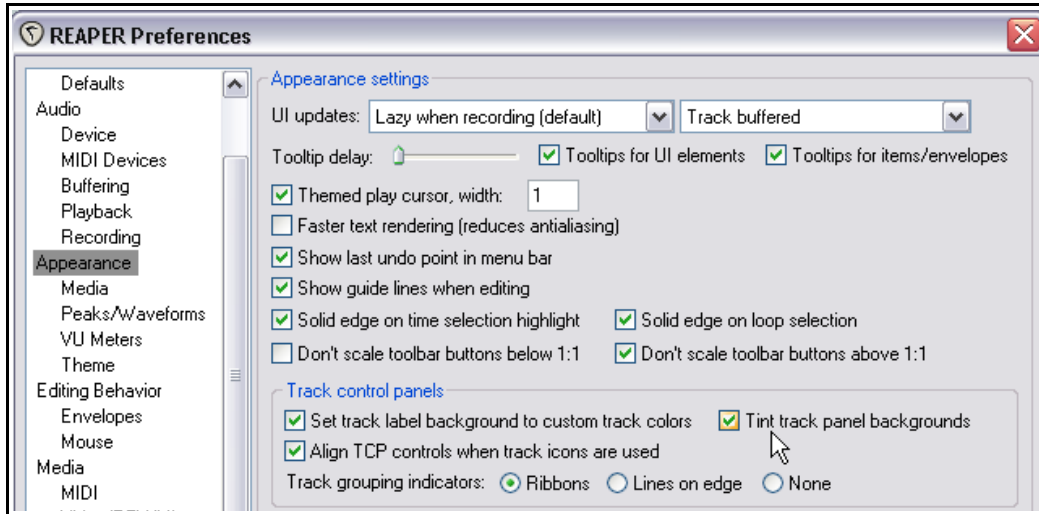 REAPER Preferences
Defaults
Audio
Device
MIDI Devices
Buffering
Playback
Recording
Appearance
Media
Peaks/Waveforms
VU Meters
Theme
Editing Behavior
Envelopes
Mouse
Media
MIDI
Appearance settings
UI updates: Lazy when recording (default) Track buffered
Tooltip delay: Tooltips for UI elements Tooltips for items/envelopes
Themed play cursor, width: 1
Faster text rendering (reduces antialiasing)
Show last undo point in menu bar
Show guide lines when editing
Solid edge on time selection highlight Solid edge on loop selection
Don't scale toolbar buttons below 1:1 Don't scale toolbar buttons above 1:1
Track control panels
Set track label background to custom track colors Tint track panel backgrounds
Align TCP controls when track icons are used
Track grouping indicators: Ribbons Lines on edge None